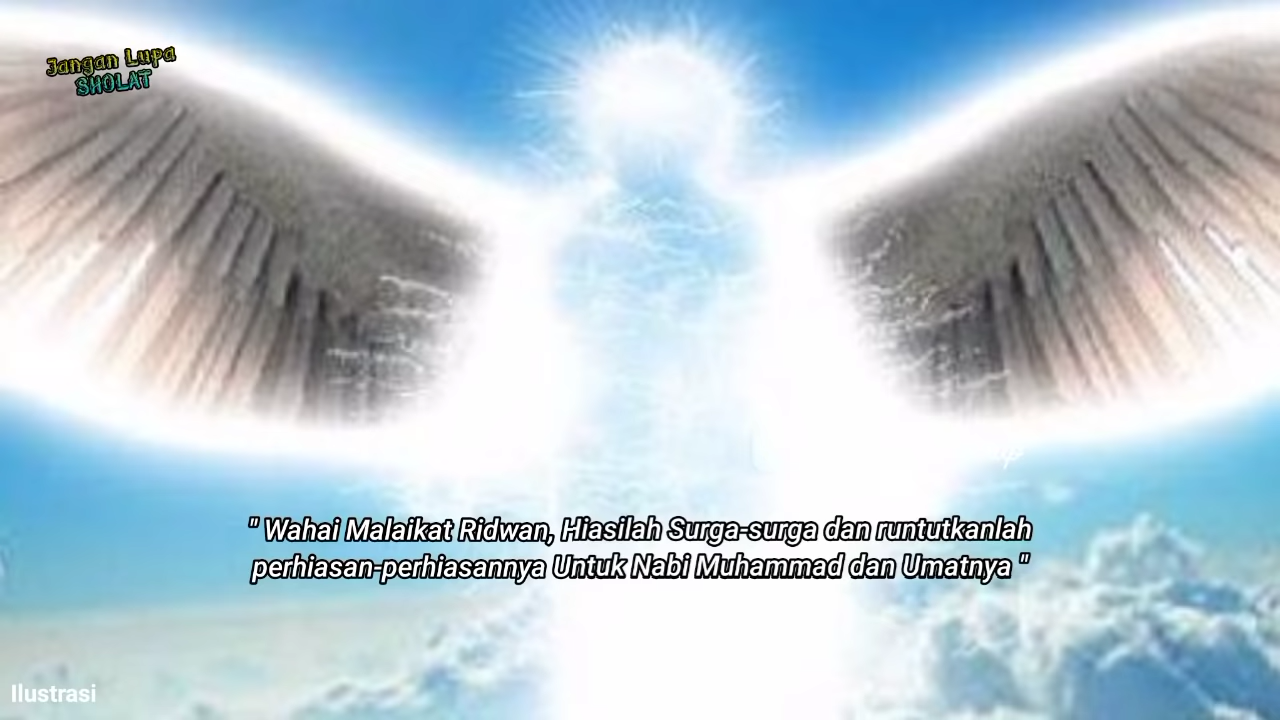 Jangan Lupa
SHOLAT
" Wahai Malaikat Ridwan, Hiasilah Surga-surga dan runtutkanlah
perhiasan-perhiasannya Untuk Nabi Muhammad dan Umatnya "
Ilustrasi